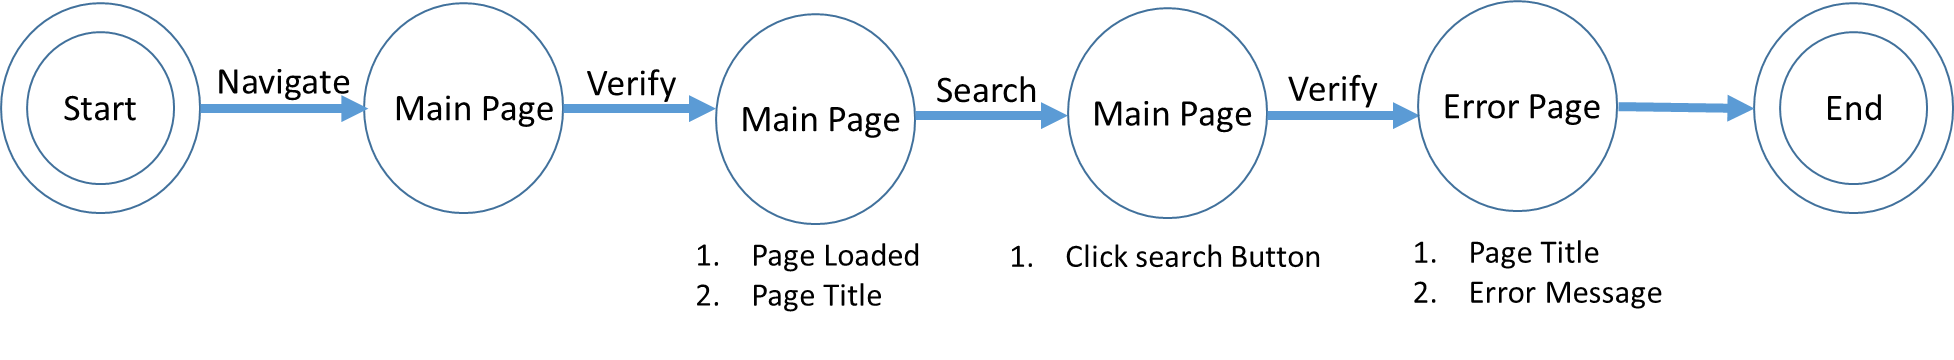 Start
Navigate
Main Page
Verify
Main Page
1. Page Loaded
2. Page Title
Search
Main Page
1. Click search Button
Verify
Error Page
1. Page Title
2. Error Message
End